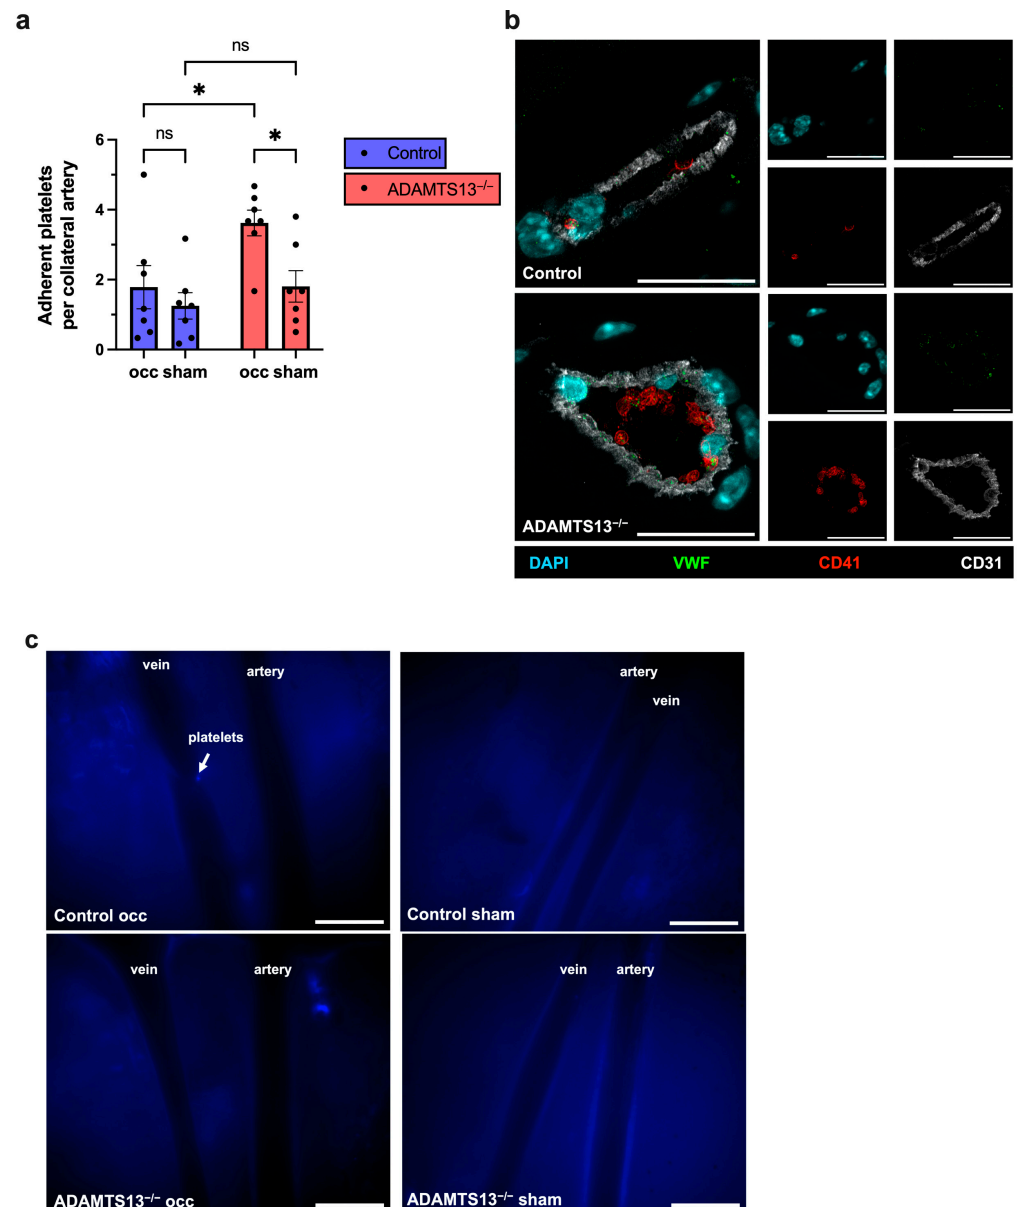 a
ns
*
ns
*
6
4
2
0
Adherent platelets
per collateral artery
occ sham
occ sham
Control
ADAMTS13⁻/⁻
b
Control
ADAMTS13⁻/⁻
DAPI
VWF
CD41
CD31
c
vein
artery
platelets
Control occ
artery
vein
Control sham
vein
artery
ADAMTS13⁻/⁻ occ
vein
artery
ADAMTS13⁻/⁻ sham